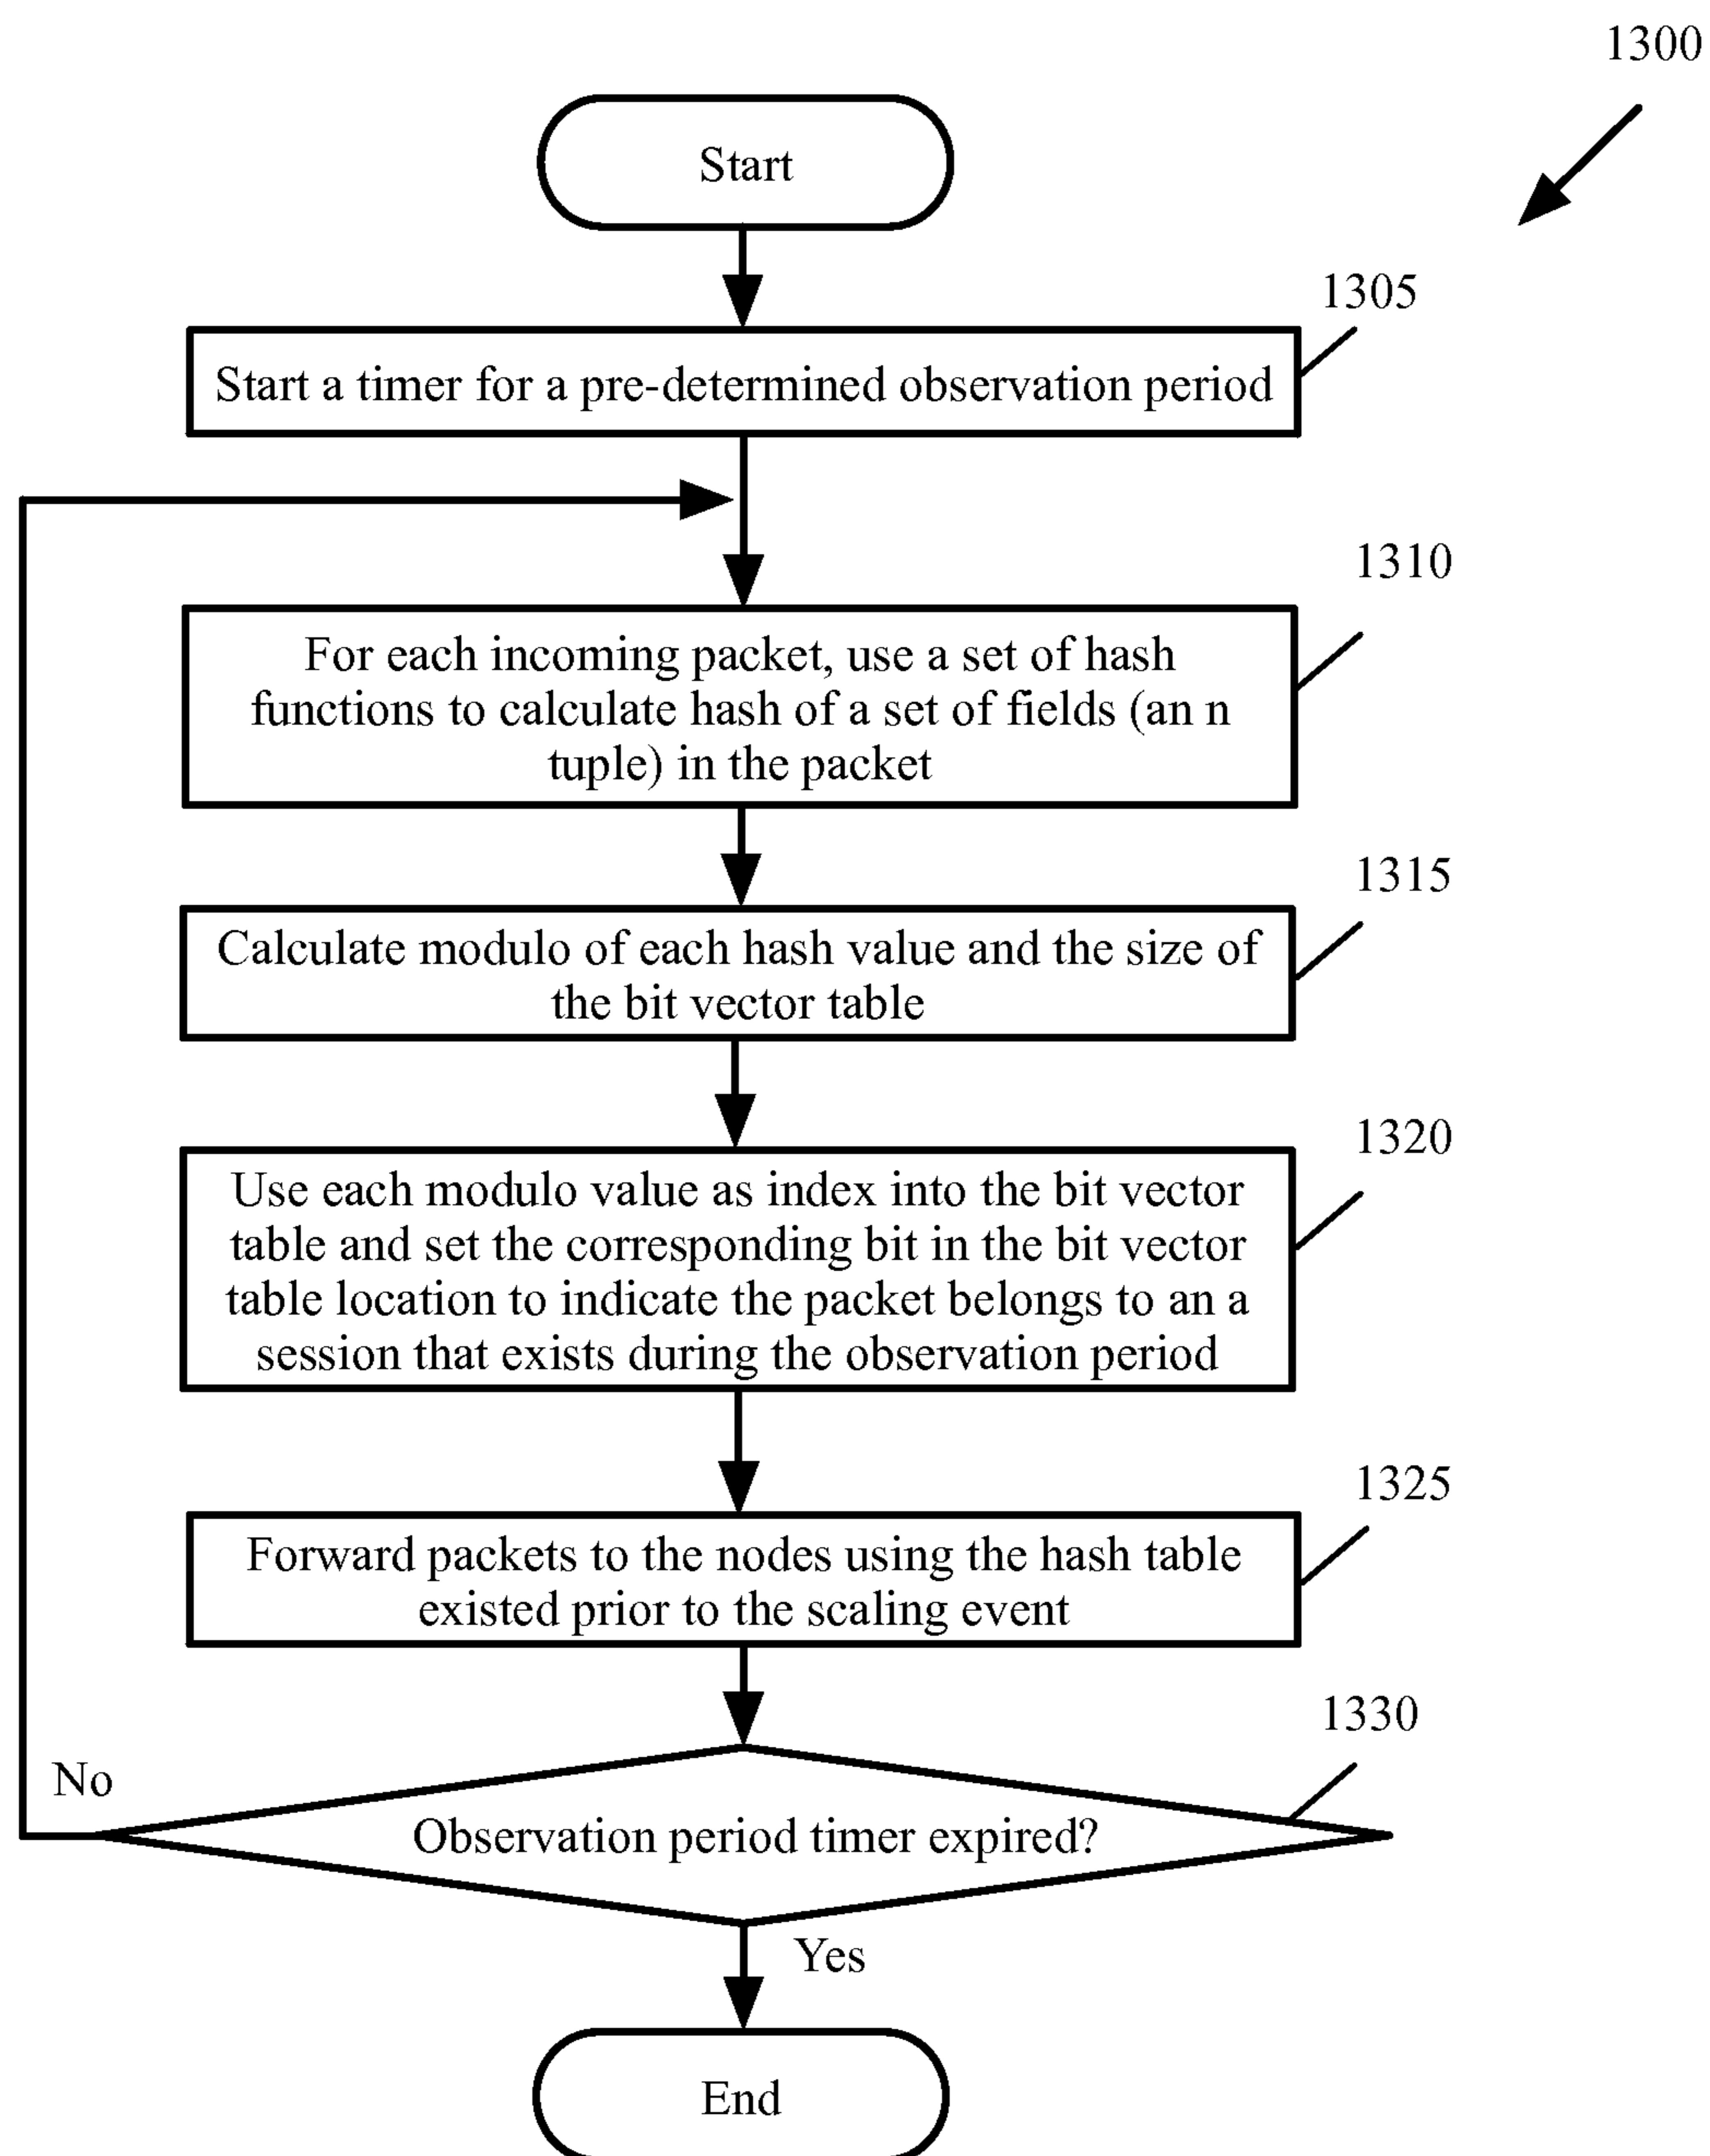 1300
Start
1305
Start a timer for a pre-determined observation period
1310
For each incoming packet, use a set of hash
functions to calculate hash of a set of fields (an n
tuple) in the packet
1315
Calculate modulo of each hash value and the size of
the bit vector table
1320
Use each modulo value as index into the bit vector
table and set the corresponding bit in the bit vector
table location to indicate the packet belongs to an a
session that exists during the observation period
1325
Forward packets to the nodes using the hash table
existed prior to the scaling event
1330
No
Observation period timer expired?
Yes
End